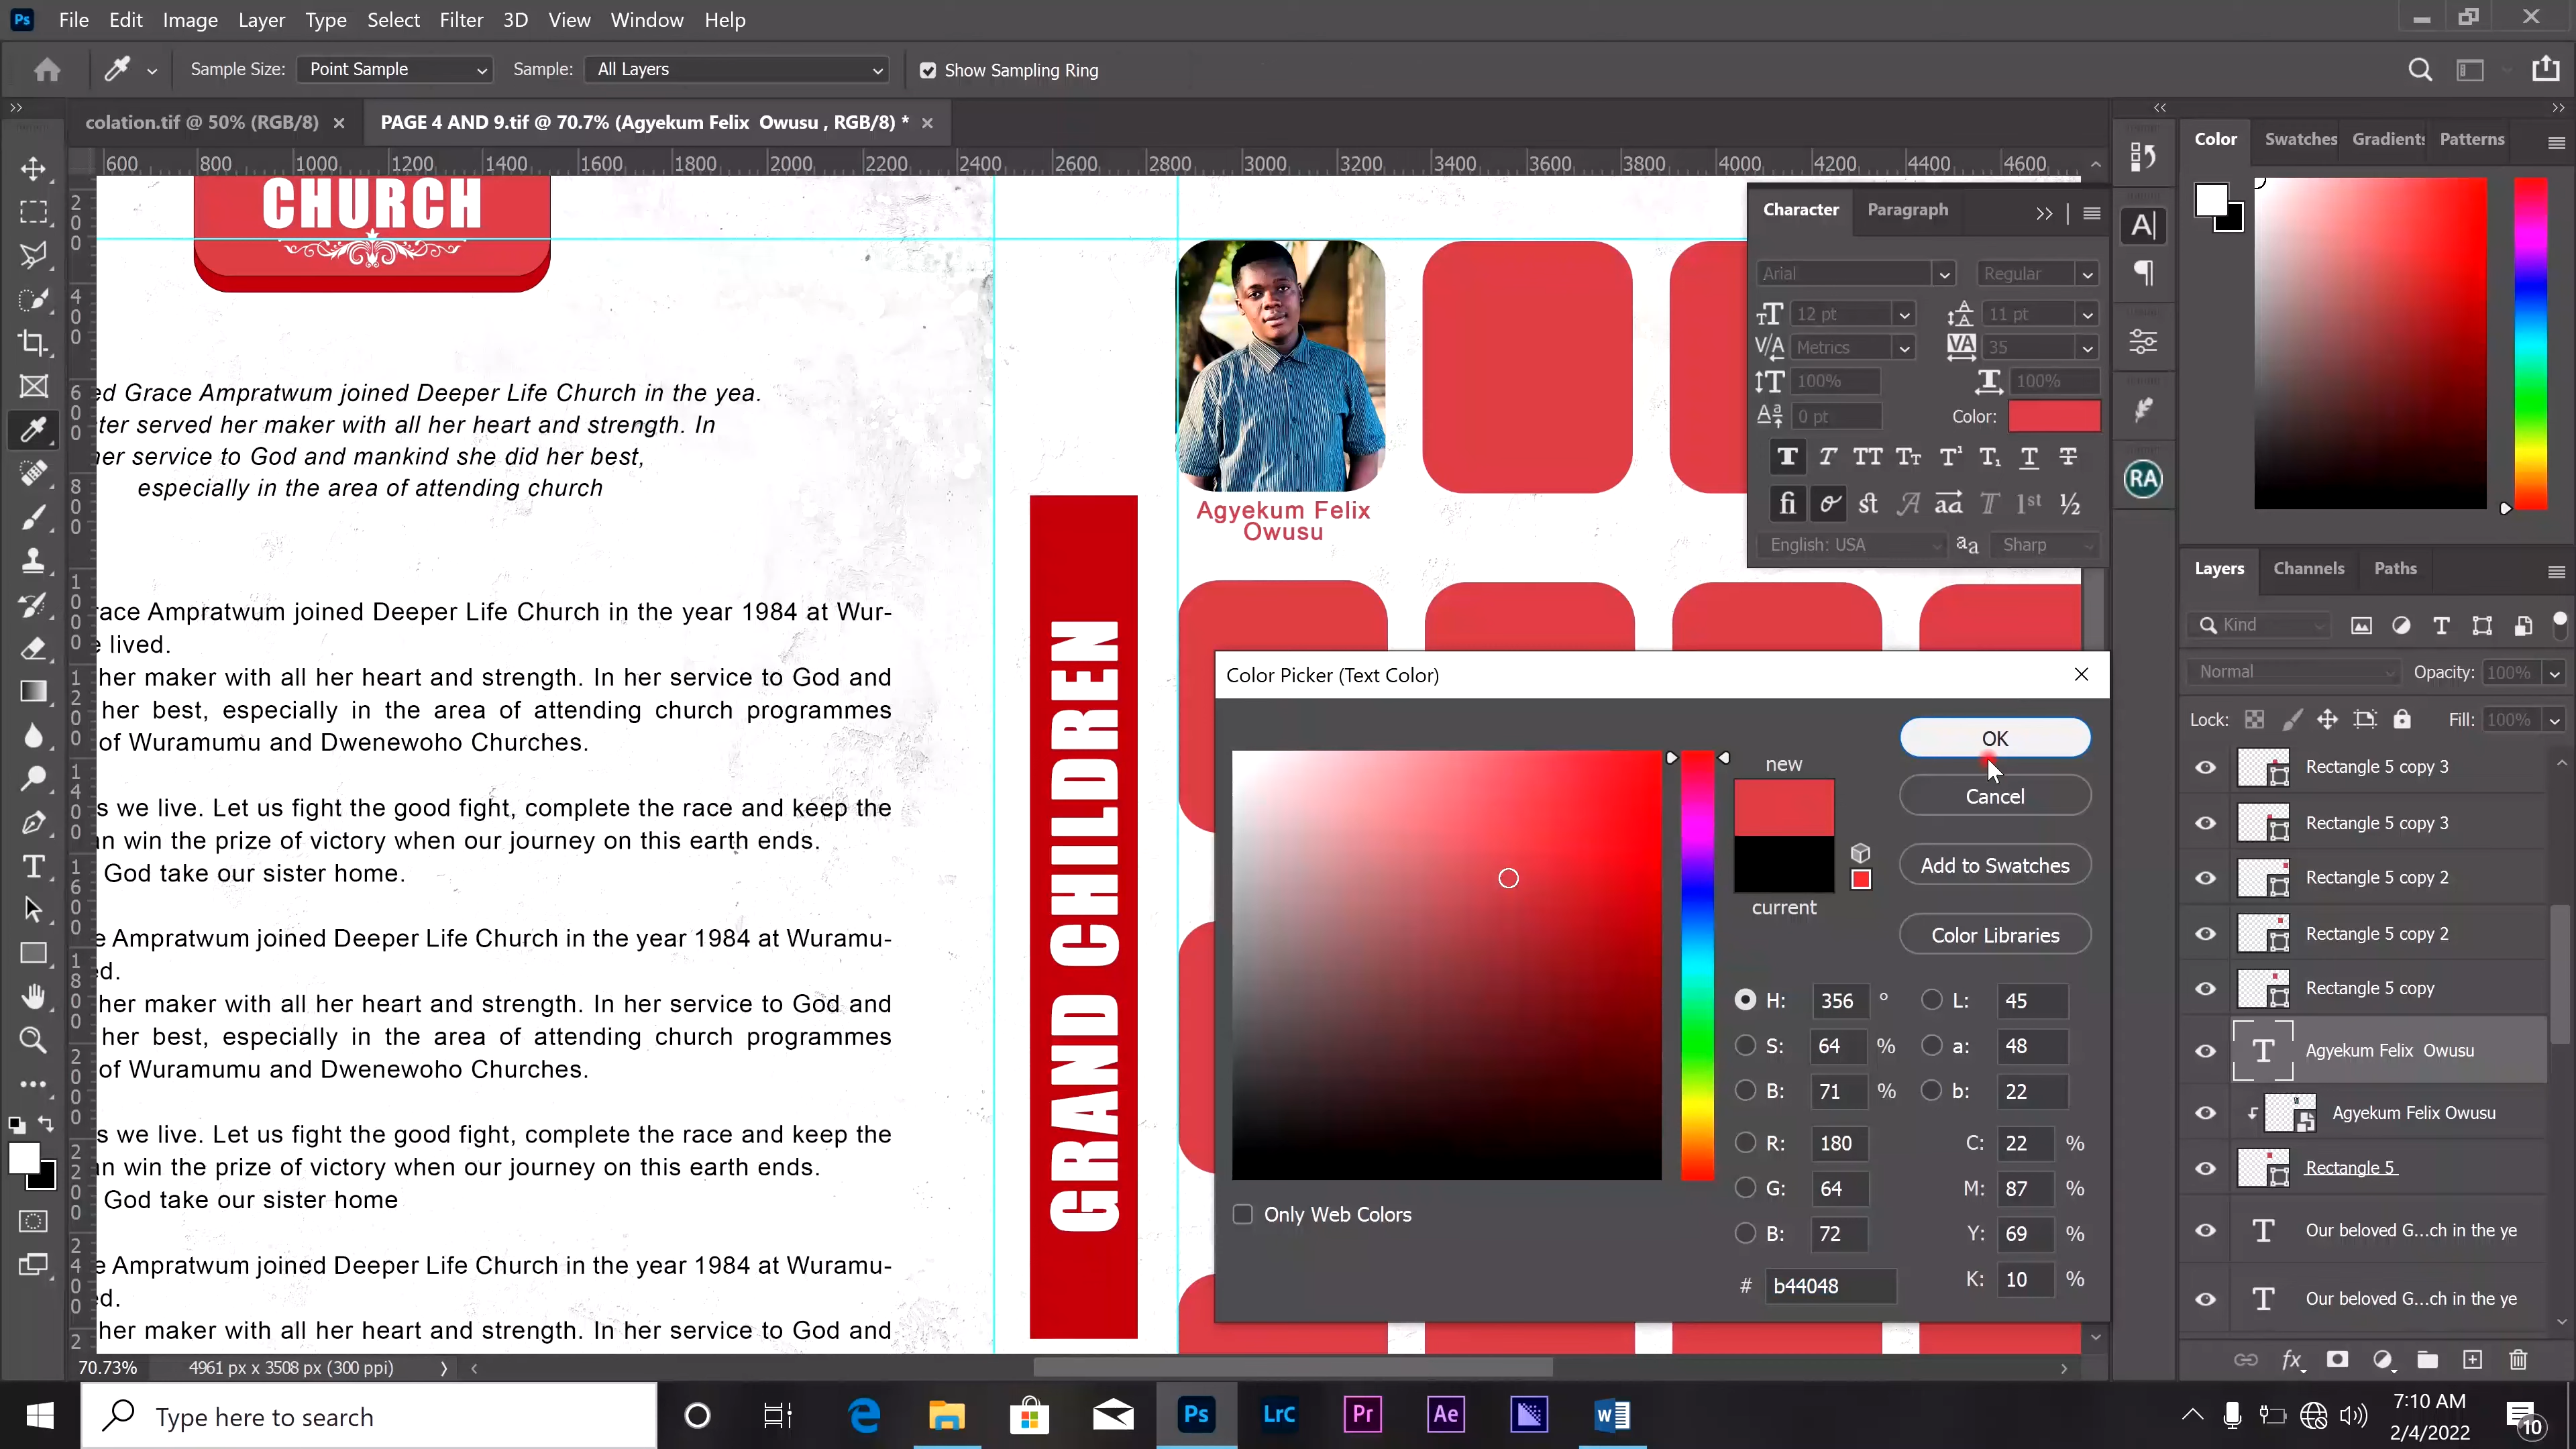 Ps File Edit Image Layer Type Select Filter 3D View Window Help
Sample Size: Point Sample Sample: All Layers Show Sampling Ring
colation.tif @ 50% (RGB/8) × PAGE 4 AND 9.tif @ 70.7% (Agyekum Felix  Owusu , RGB/8) * ×
600 800 1000 1200 1400 1600 1800 2000 2200 2400 2600 2800 3000 3200 3400 3600 3800 4000 4200 4400 4600
CHURCH
ed Grace Ampratwum joined Deeper Life Church in the yea.
ter served her maker with all her heart and strength. In
her service to God and mankind she did her best,
especially in the area of attending church
race Ampratwum joined Deeper Life Church in the year 1984 at Wur-
e lived.
her maker with all her heart and strength. In her service to God and
her best, especially in the area of attending church programmes
of Wuramumu and Dwenewoho Churches.
s we live. Let us fight the good fight, complete the race and keep the
an win the prize of victory when our journey on this earth ends.
God take our sister home.
e Ampratwum joined Deeper Life Church in the year 1984 at Wuramu-
ed.
her maker with all her heart and strength. In her service to God and
her best, especially in the area of attending church programmes
of Wuramumu and Dwenewoho Churches.
s we live. Let us fight the good fight, complete the race and keep the
an win the prize of victory when our journey on this earth ends.
God take our sister home
e Ampratwum joined Deeper Life Church in the year 1984 at Wuramu-
ed.
her maker with all her heart and strength. In her service to God and
GRAND CHILDREN
Agyekum Felix
Owusu
Character Paragraph
Arial Regular
12 pt 11 pt
Metrics 35
100% 100%
0 pt Color:
English: USA Sharp
Color Picker (Text Color)
new
current
OK
Cancel
Add to Swatches
Color Libraries
H: 356 ° L: 45
S: 64 % a: 48
B: 71 % b: 22
R: 180 C: 22 %
G: 64 M: 87 %
B: 72 Y: 69 %
# b44048 K: 10 %
Only Web Colors
RA
Color Swatches Gradients Patterns
Layers Channels Paths
Kind
Normal Opacity: 100%
Lock: Fill: 100%
Rectangle 5 copy 3
Rectangle 5 copy 3
Rectangle 5 copy 2
Rectangle 5 copy 2
Rectangle 5 copy
Agyekum Felix  Owusu
Agyekum Felix Owusu
Rectangle 5
Our beloved G...ch in the ye
Our beloved G...ch in the ye
70.73% 4961 px x 3508 px (300 ppi)
Type here to search
Ps LrC Pr Ae
7:10 AM
2/4/2022
10